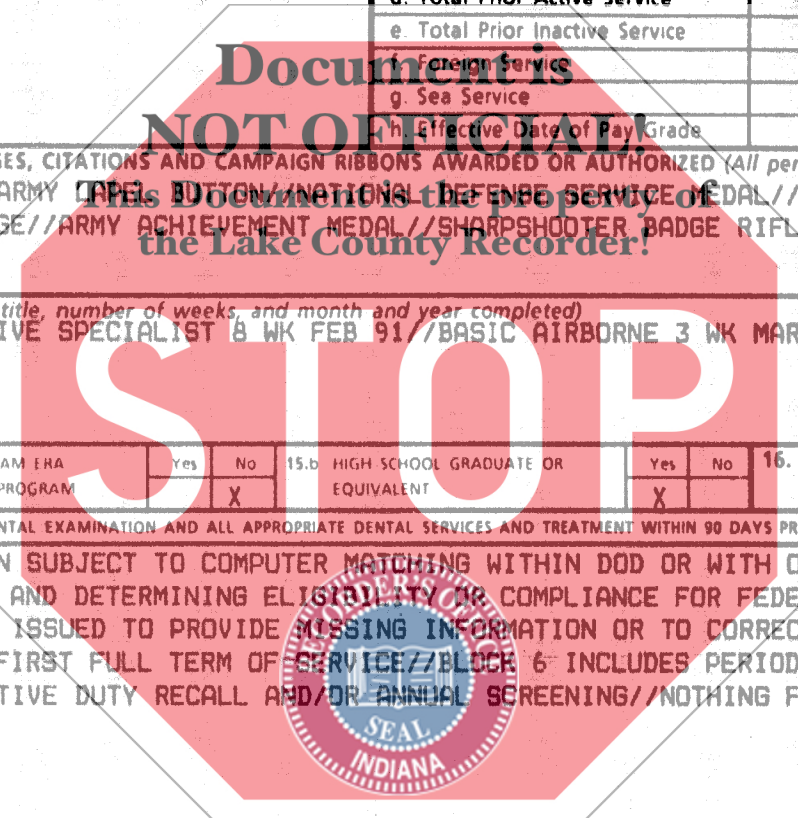 d. Total Prior Active Service
e. Total Prior Inactive Service
f. Foreign Service
g. Sea Service
h. Effective Date of Pay Grade
Document is
NOT OFFICIAL!
This Document is the property of
the Lake County Recorder!
GES, CITATIONS AND CAMPAIGN RIBBONS AWARDED OR AUTHORIZED (All per
ARMY LAPEL BUTTON//NATIONAL DEFENSE SERVICE MEDAL//
GE//ARMY ACHIEVEMENT MEDAL//SHARPSHOOTER BADGE RIFL
title, number of weeks, and month and year completed)
IVE SPECIALIST 8 WK FEB 91//BASIC AIRBORNE 3 WK MAR
STOP
AM ERA
PROGRAM
Yes No
X
15.b HIGH SCHOOL GRADUATE OR
EQUIVALENT
Yes No
X
16.
NTAL EXAMINATION AND ALL APPROPRIATE DENTAL SERVICES AND TREATMENT WITHIN 90 DAYS PR
N SUBJECT TO COMPUTER MATCHING WITHIN DOD OR WITH O
AND DETERMINING ELIGIBILITY OR COMPLIANCE FOR FEDE
ISSUED TO PROVIDE MISSING INFORMATION OR TO CORREC
FIRST FULL TERM OF SERVICE//BLOCK 6 INCLUDES PERIOD
TIVE DUTY RECALL AND/OR ANNUAL SCREENING//NOTHING F
RECORDER'S OFFICE
SEAL
INDIANA